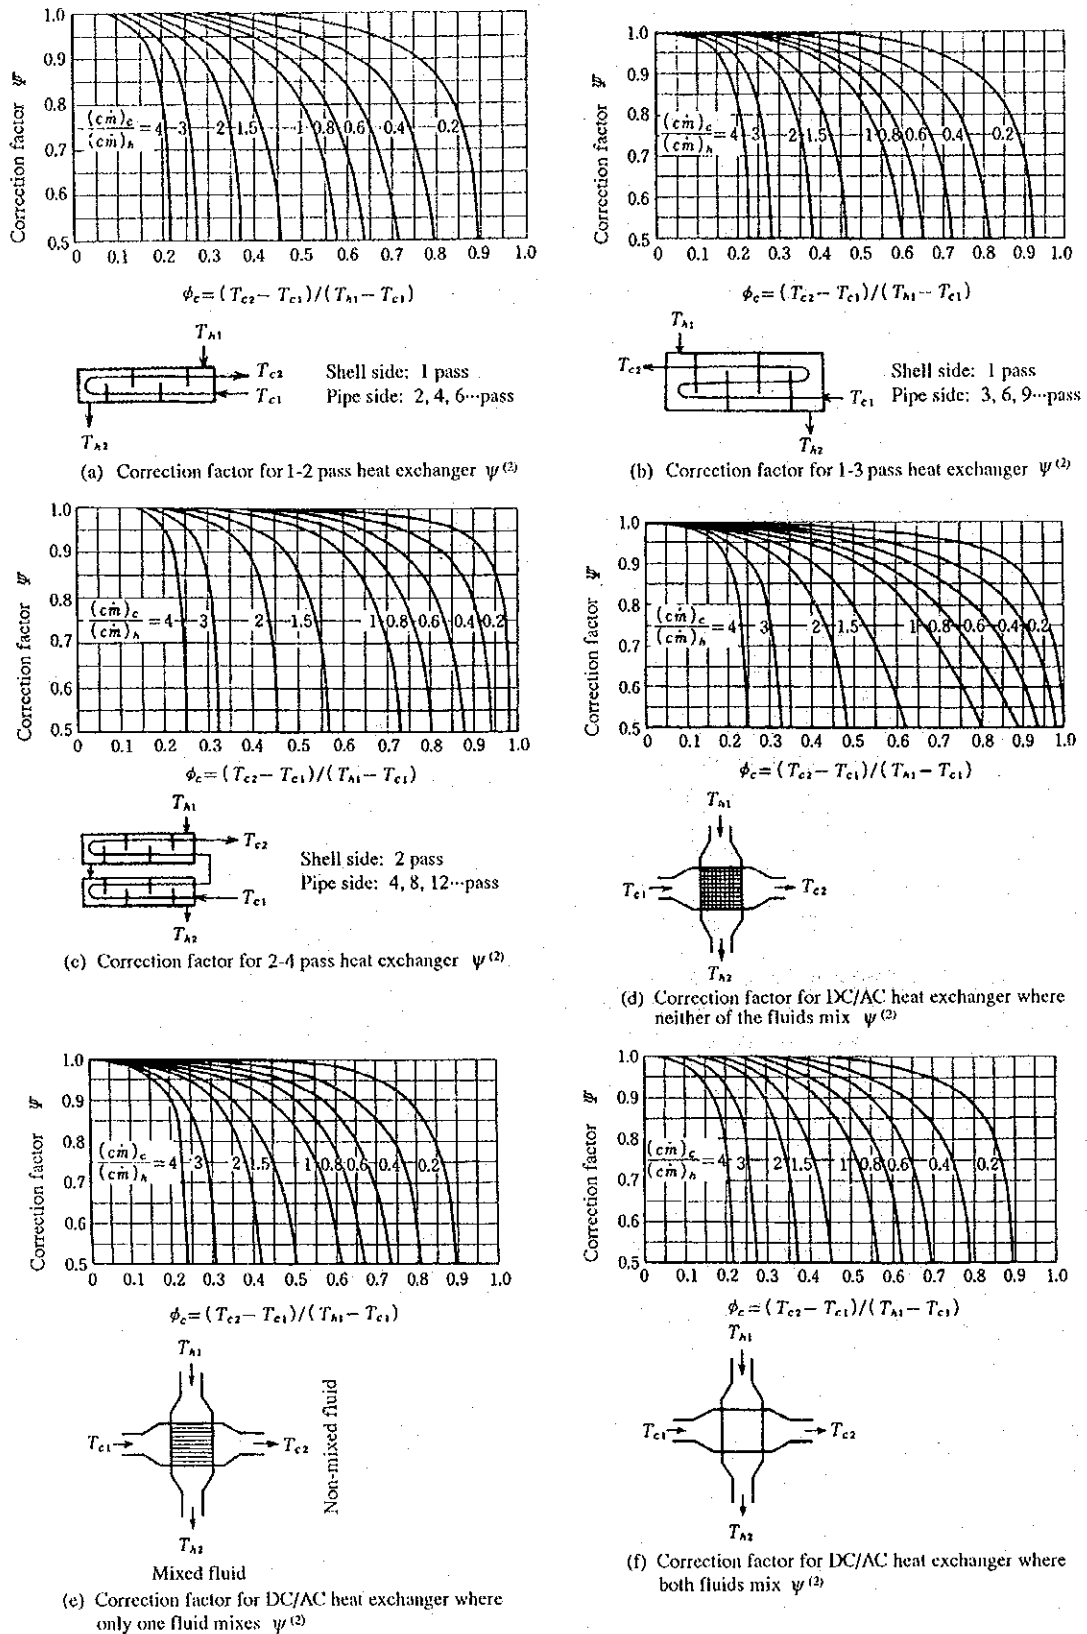 Correction factor Ψ
1.0
0.9
0.8
0.7
0.6
0.5
(cṁ)c/(cṁ)h = 4 3 2 1.5 1 0.8 0.6 0.4 0.2
0 0.1 0.2 0.3 0.4 0.5 0.6 0.7 0.8 0.9 1.0
ϕc=(Tc2−Tc1)/(Th1−Tc1)
Th1
Tc2
Tc1
Th2
Shell side: 1 pass
Pipe side: 2, 4, 6···pass
(a) Correction factor for 1-2 pass heat exchanger ψ(2)
Correction factor Ψ
1.0
0.9
0.8
0.7
0.6
0.5
(cṁ)c/(cṁ)h = 4 3 2 1.5 1 0.8 0.6 0.4 0.2
0 0.1 0.2 0.3 0.4 0.5 0.6 0.7 0.8 0.9 1.0
ϕc=(Tc2−Tc1)/(Th1−Tc1)
Th1
Tc2
Tc1
Th2
Shell side: 1 pass
Pipe side: 3, 6, 9···pass
(b) Correction factor for 1-3 pass heat exchanger ψ(2)
Correction factor Ψ
1.0
0.9
0.8
0.7
0.6
0.5
(cṁ)c/(cṁ)h = 4 3 2 1.5 1 0.8 0.6 0.4 0.2
0 0.1 0.2 0.3 0.4 0.5 0.6 0.7 0.8 0.9 1.0
ϕc=(Tc2−Tc1)/(Th1−Tc1)
Th1
Tc2
Tc1
Th2
Shell side: 2 pass
Pipe side: 4, 8, 12···pass
(c) Correction factor for 2-4 pass heat exchanger ψ(2)
Correction factor Ψ
1.0
0.9
0.8
0.7
0.6
0.5
(cṁ)c/(cṁ)h = 4 3 2 1.5 1 0.8 0.6 0.4 0.2
0 0.1 0.2 0.3 0.4 0.5 0.6 0.7 0.8 0.9 1.0
ϕc=(Tc2−Tc1)/(Th1−Tc1)
Th1
Tc1
Tc2
Th2
(d) Correction factor for DC/AC heat exchanger where
neither of the fluids mix ψ(2)
Correction factor Ψ
1.0
0.9
0.8
0.7
0.6
0.5
(cṁ)c/(cṁ)h = 4 3 2 1.5 1 0.8 0.6 0.4 0.2
0 0.1 0.2 0.3 0.4 0.5 0.6 0.7 0.8 0.9 1.0
ϕc=(Tc2−Tc1)/(Th1−Tc1)
Th1
Tc1
Tc2
Th2
Non-mixed fluid
Mixed fluid
(e) Correction factor for DC/AC heat exchanger where
only one fluid mixes ψ(2)
Correction factor Ψ
1.0
0.9
0.8
0.7
0.6
0.5
(cṁ)c/(cṁ)h = 4 3 2 1.5 1 0.8 0.6 0.4 0.2
0 0.1 0.2 0.3 0.4 0.5 0.6 0.7 0.8 0.9 1.0
ϕc=(Tc2−Tc1)/(Th1−Tc1)
Th1
Tc1
Tc2
Th2
(f) Correction factor for DC/AC heat exchanger where
both fluids mix ψ(2)